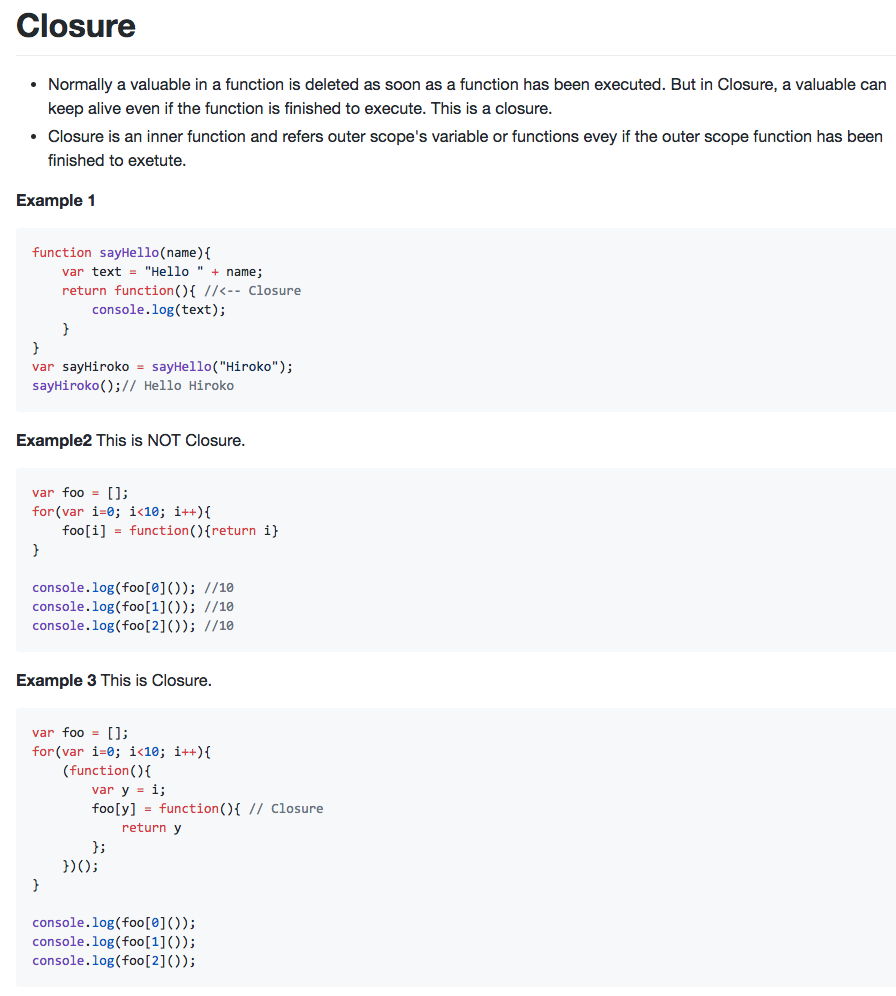 Closure
• Normally a valuable in a function is deleted as soon as a function has been executed. But in Closure, a valuable can
keep alive even if the function is finished to execute. This is a closure.
• Closure is an inner function and refers outer scope's variable or functions evey if the outer scope function has been
finished to exetute.
Example 1
function sayHello(name){
    var text = "Hello " + name;
    return function(){ //<-- Closure
        console.log(text);
    }
}
var sayHiroko = sayHello("Hiroko");
sayHiroko();// Hello Hiroko
Example2 This is NOT Closure.
var foo = [];
for(var i=0; i<10; i++){
    foo[i] = function(){return i}
}
console.log(foo[0]()); //10
console.log(foo[1]()); //10
console.log(foo[2]()); //10
Example 3 This is Closure.
var foo = [];
for(var i=0; i<10; i++){
    (function(){
        var y = i;
        foo[y] = function(){ // Closure
            return y
        };
    })();
}
console.log(foo[0]());
console.log(foo[1]());
console.log(foo[2]());